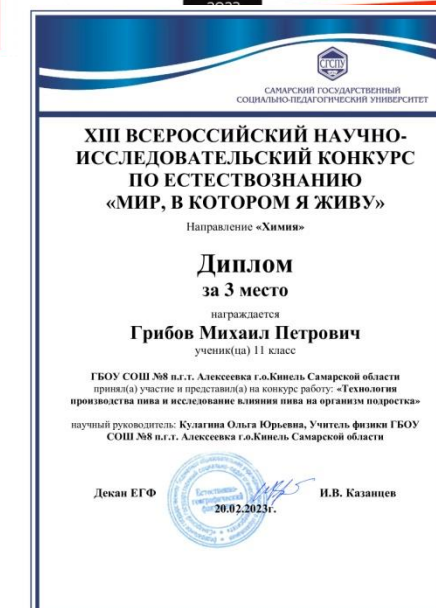 2023
СГСПУ
САМАРСКИЙ ГОСУДАРСТВЕННЫЙ
СОЦИАЛЬНО-ПЕДАГОГИЧЕСКИЙ УНИВЕРСИТЕТ
XIII ВСЕРОССИЙСКИЙ НАУЧНО-
ИССЛЕДОВАТЕЛЬСКИЙ КОНКУРС
ПО ЕСТЕСТВОЗНАНИЮ
«МИР, В КОТОРОМ Я ЖИВУ»
Направление «Химия»
Диплом
за 3 место
награждается
Грибов Михаил Петрович
ученик(ца) 11 класс
ГБОУ СОШ №8 п.г.т. Алексеевка г.о.Кинель Самарской области
принял(а) участие и представил(а) на конкурс работу: «Технология
производства пива и исследование влияния пива на организм подростка»
научный руководитель: Кулагина Ольга Юрьевна, Учитель физики ГБОУ
СОШ №8 п.г.т. Алексеевка г.о.Кинель Самарской области
Декан ЕГФ И.В. Казанцев
Естественно-
географический
20.02.2023г.